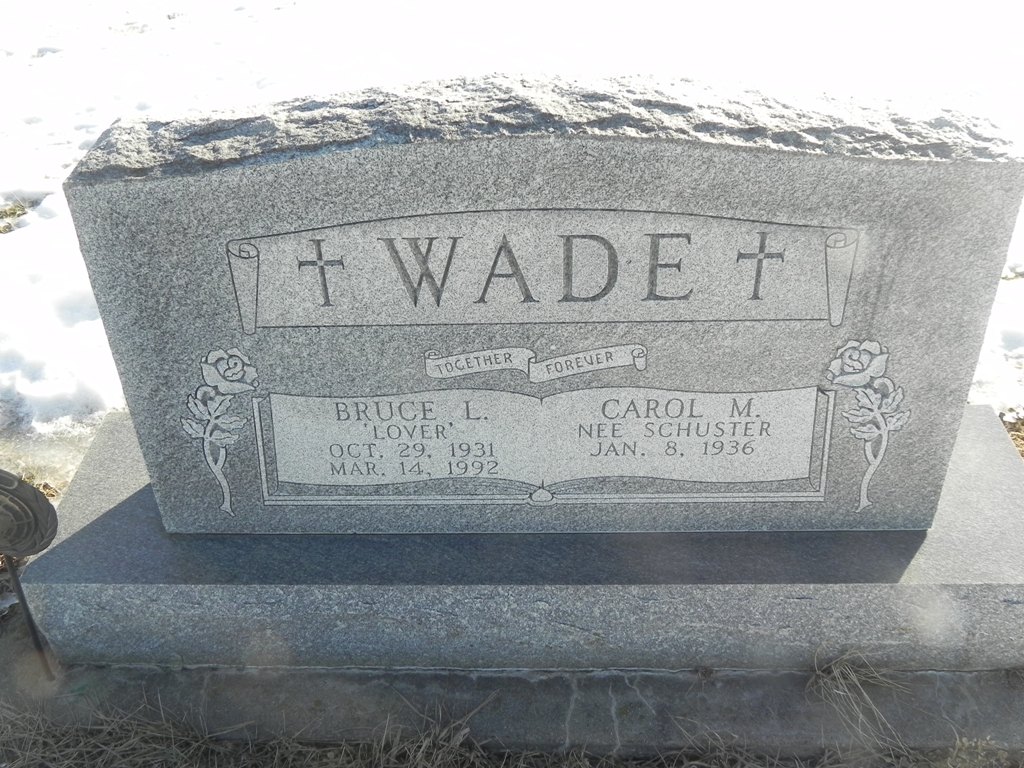 WADE
TOGETHER FOREVER
BRUCE L.
'LOVER'
OCT. 29, 1931
MAR. 14, 1992
CAROL M.
NEE SCHUSTER
JAN. 8, 1936